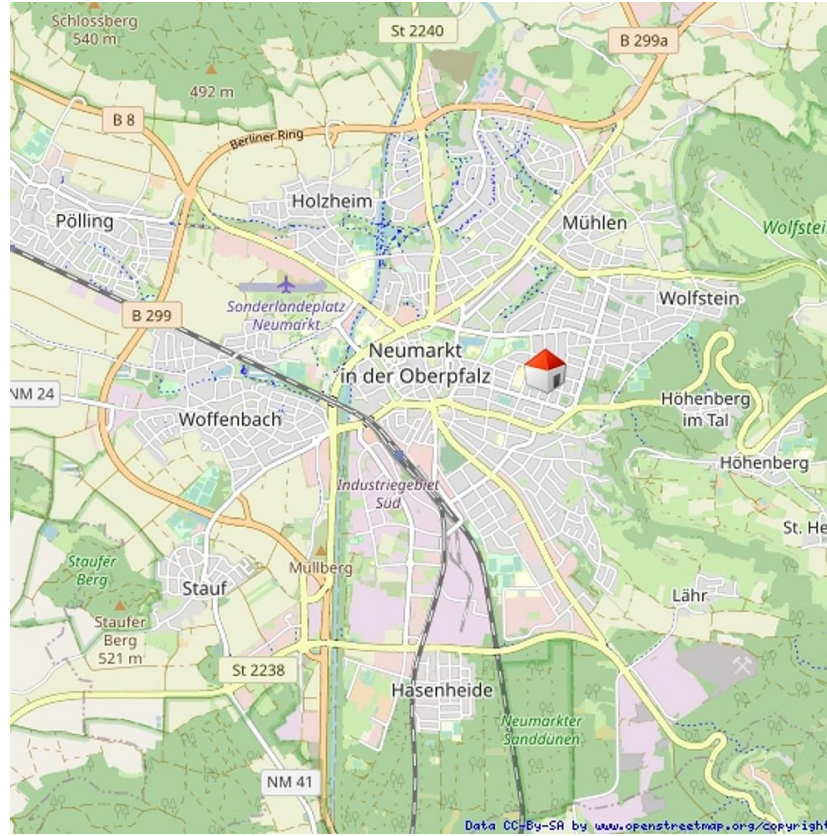 Schlossberg
540 m
St 2240
B 299a
492 m
B 8
Berliner Ring
Holzheim
Pölling
Mühlen
Sonderlandeplatz
Neumarkt
Wolfstein
B 299
Neumarkt
in der Oberpfalz
NM 24
Woffenbach
Höhenberg
im Tal
Höhenberg
Industriegebiet
Süd
St. He
Staufer
Berg
Müllberg
Stauf
Lähr
Staufer
Berg
521 m
St 2238
Hasenheide
Neumarkter
Sanddünen
NM 41
Data CC-By-SA by www.openstreetmap.org/copyright